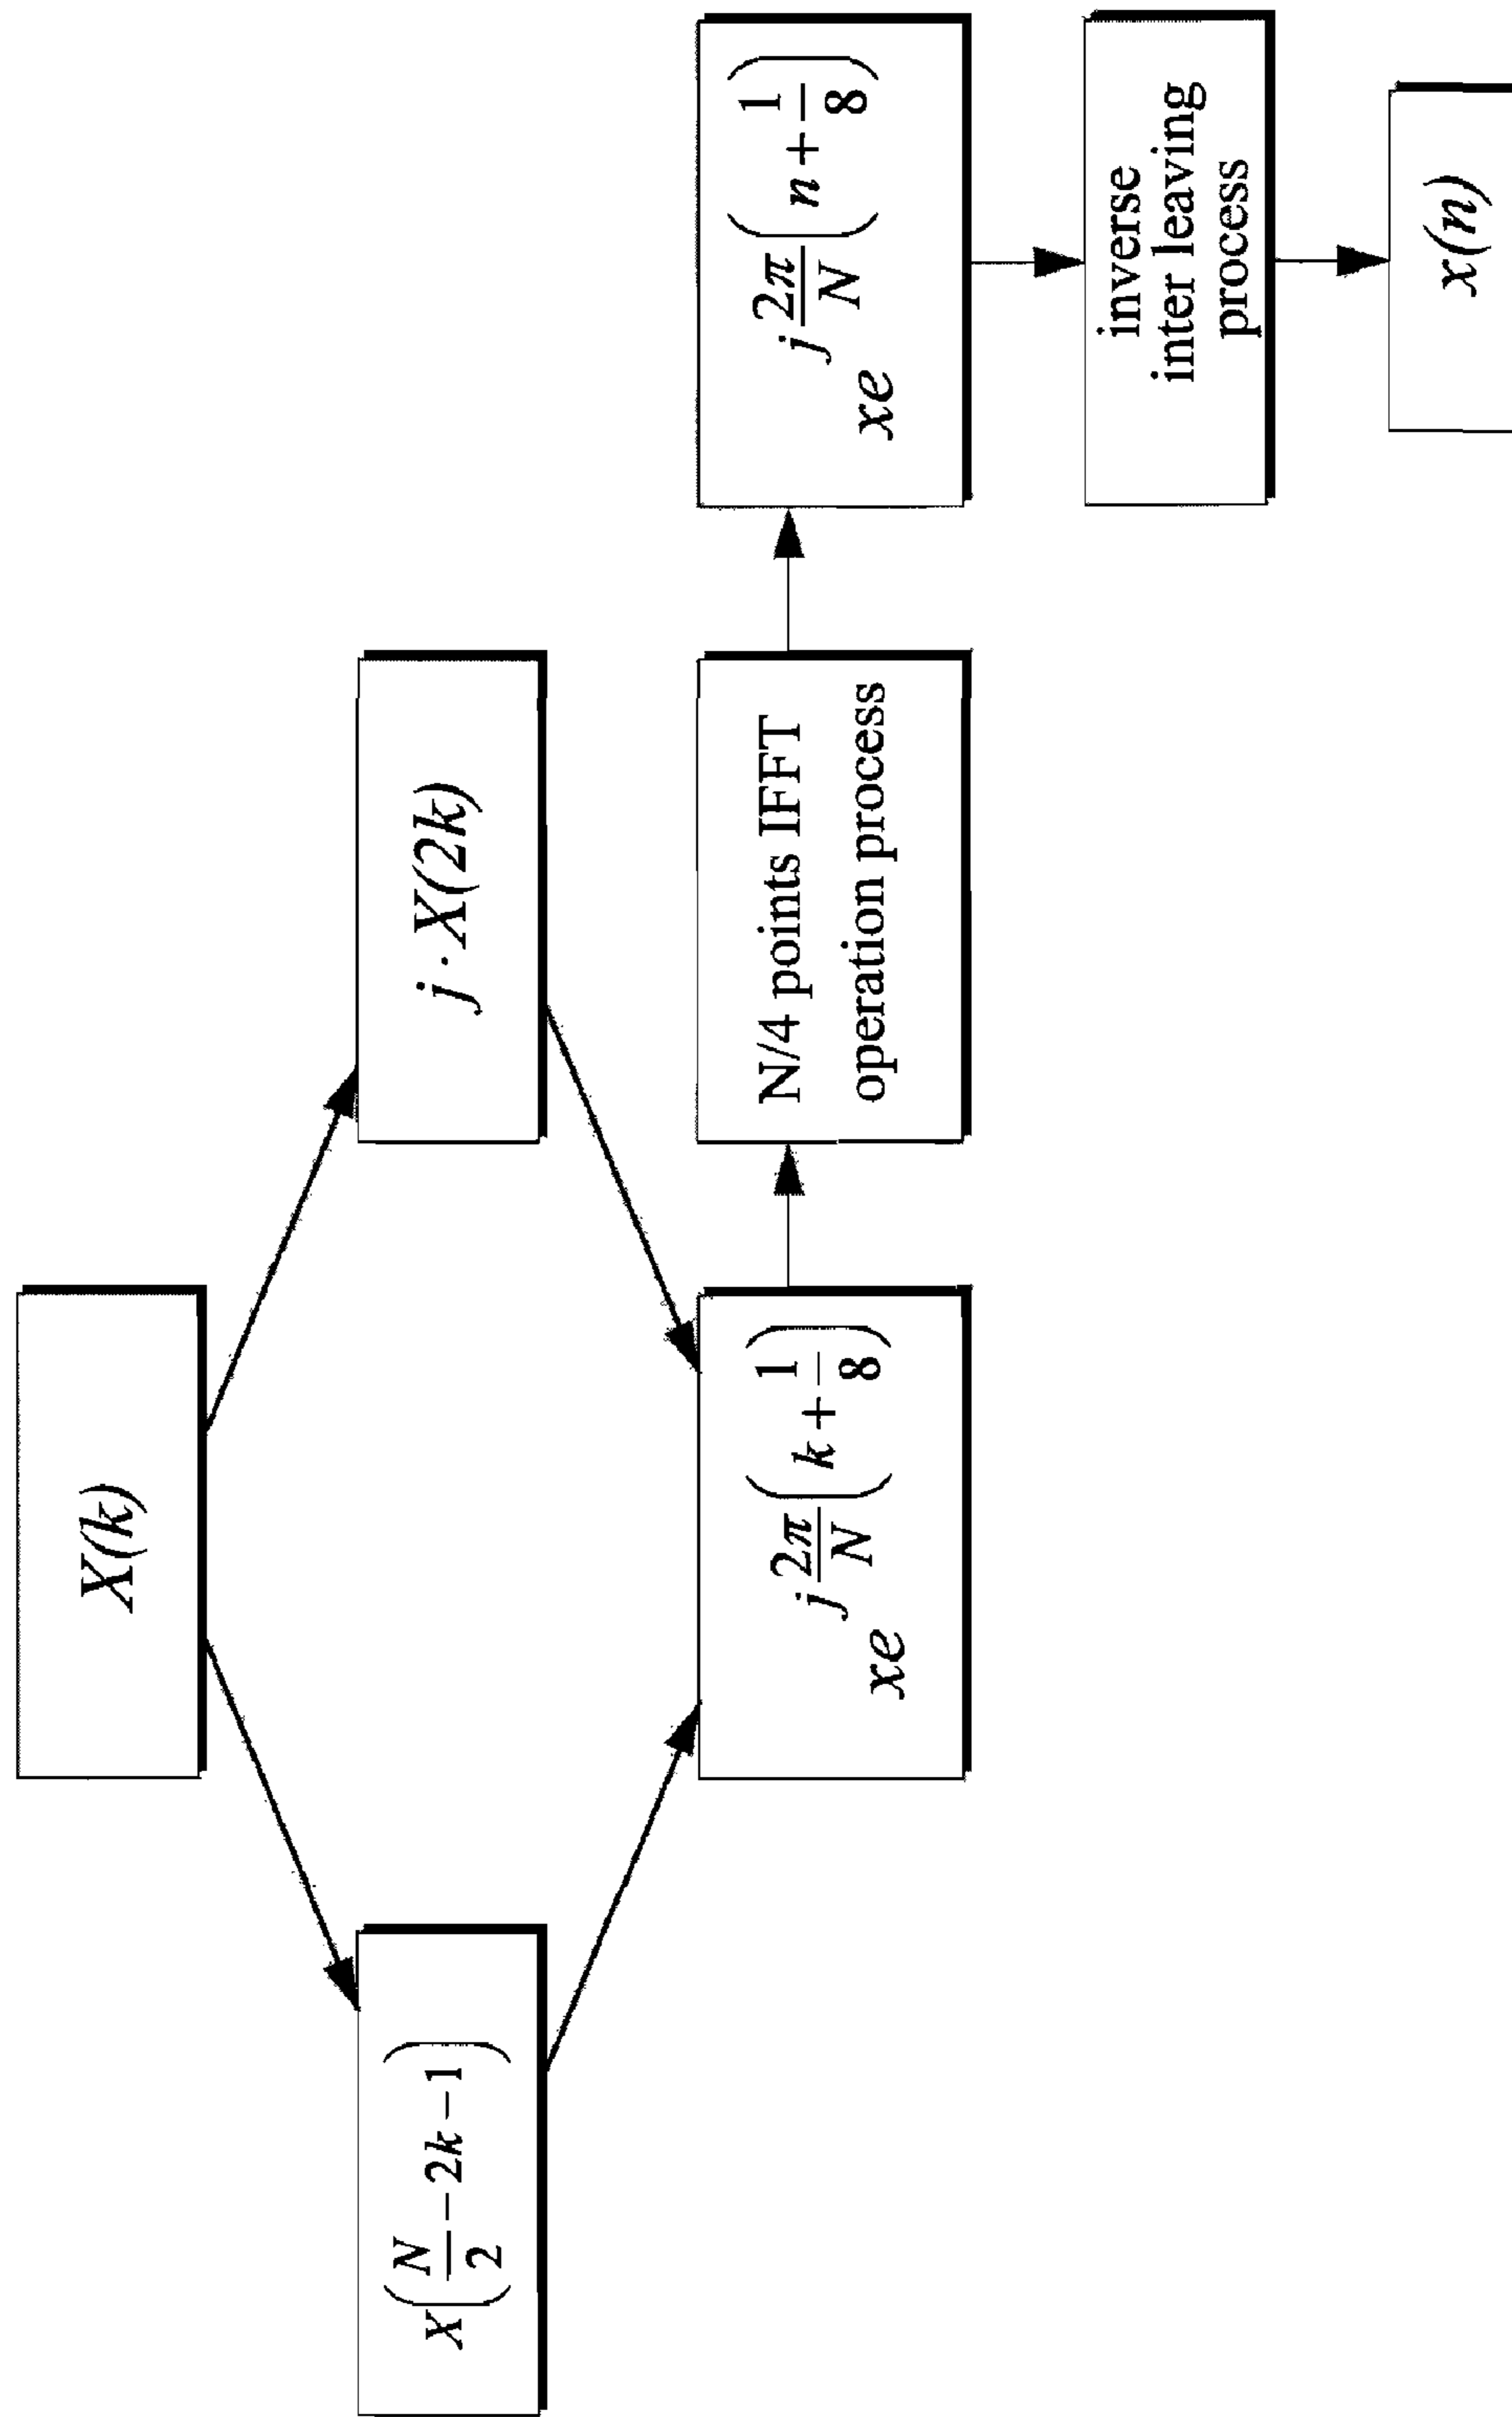 X(k)
X(N/2 − 2k − 1)
j · X(2k)
xe^{j 2π/N (k + 1/8)}
N/4 points IFFT
operation process
xe^{j 2π/N (n + 1/8)}
inverse
inter leaving
process
x(n)